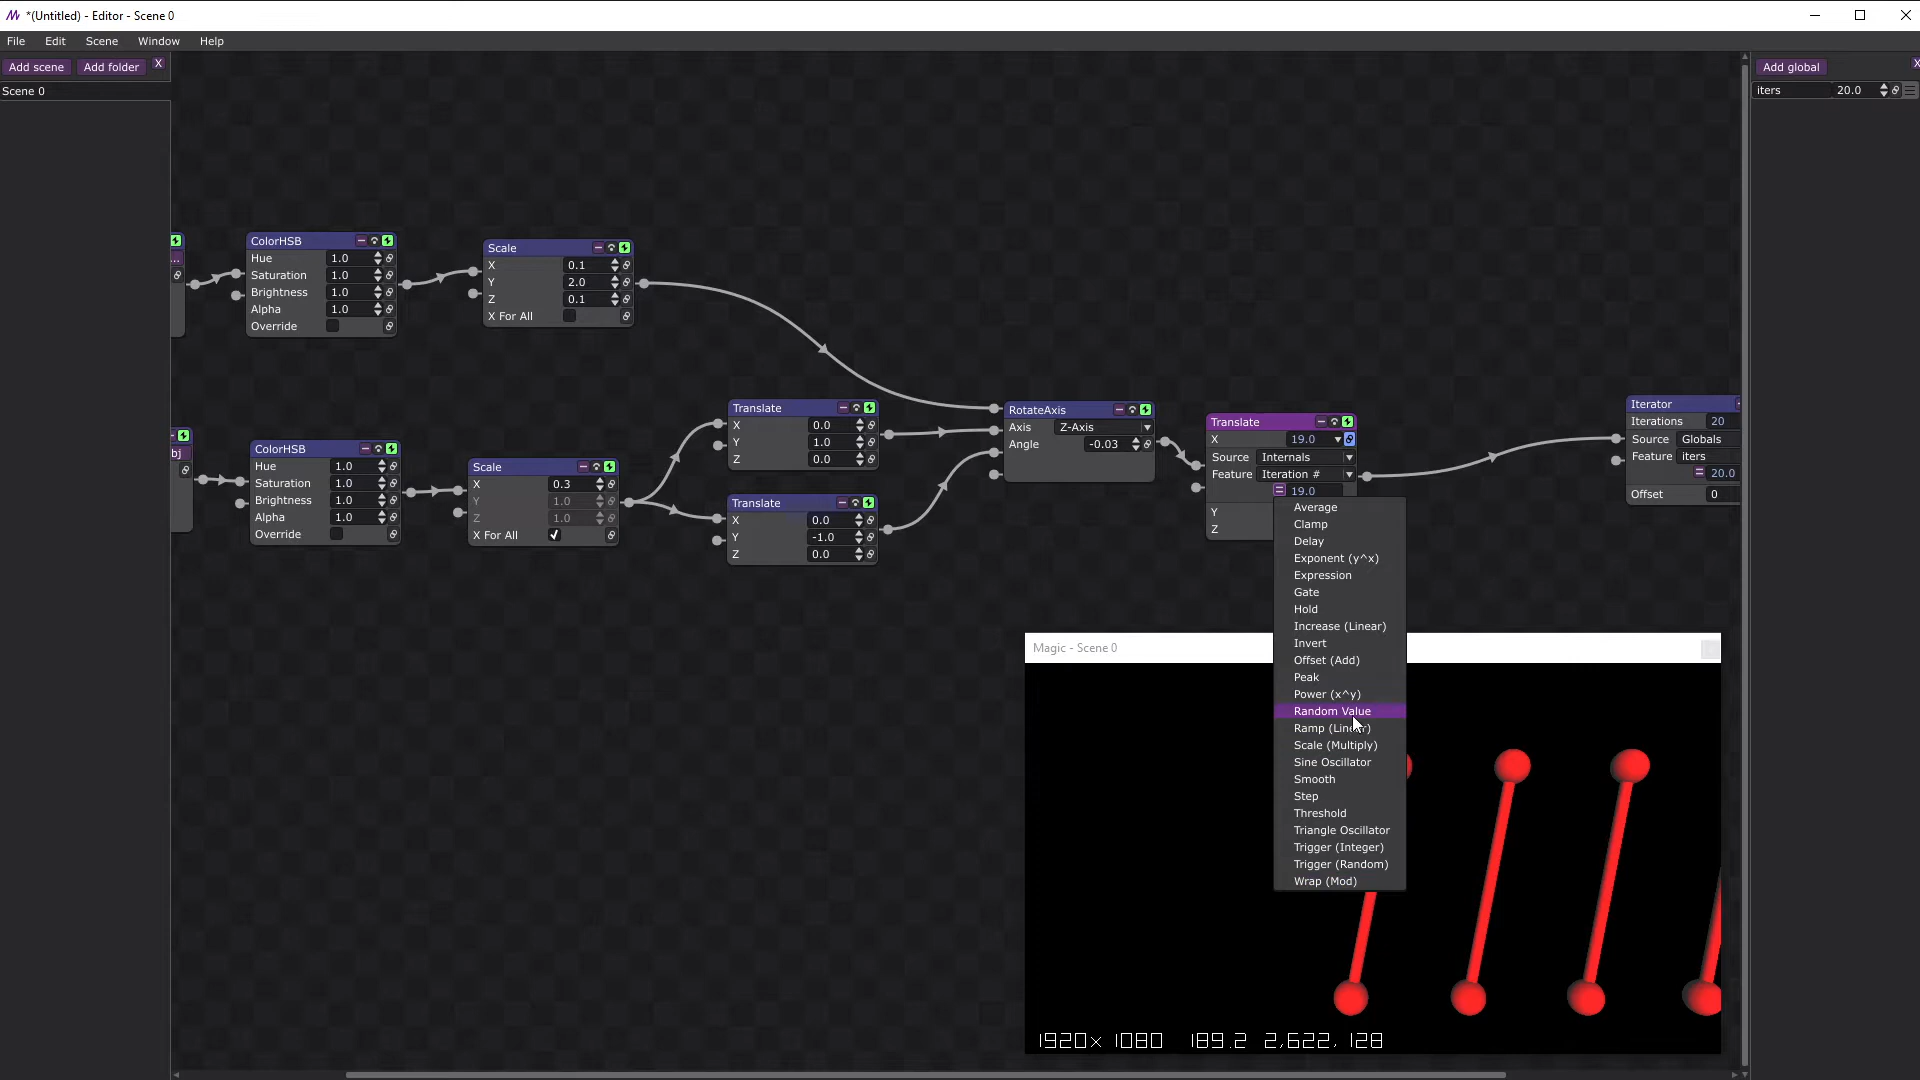 *(Untitled) - Editor - Scene 0
File Edit Scene Window Help
Add scene Add folder X
Scene 0
Add global X
iters 20.0
ColorHSB
Hue 1.0
Saturation 1.0
Brightness 1.0
Alpha 1.0
Override
Scale
X 0.1
Y 2.0
Z 0.1
X For All
...
bj
ColorHSB
Hue 1.0
Saturation 1.0
Brightness 1.0
Alpha 1.0
Override
Scale
X 0.3
Y 1.0
Z 1.0
X For All
Translate
X 0.0
Y 1.0
Z 0.0
Translate
X 0.0
Y -1.0
Z 0.0
RotateAxis
Axis Z-Axis
Angle -0.03
Translate
X 19.0
Source Internals
Feature Iteration #
= 19.0
Y
Z
Average
Clamp
Delay
Exponent (y^x)
Expression
Gate
Hold
Increase (Linear)
Invert
Offset (Add)
Peak
Power (x^y)
Random Value
Ramp (Linear)
Scale (Multiply)
Sine Oscillator
Smooth
Step
Threshold
Triangle Oscillator
Trigger (Integer)
Trigger (Random)
Wrap (Mod)
Iterator
Iterations 20
Source Globals
Feature iters
= 20.0
Offset 0
Magic - Scene 0
1920x 1080 189.2 2,622, 128